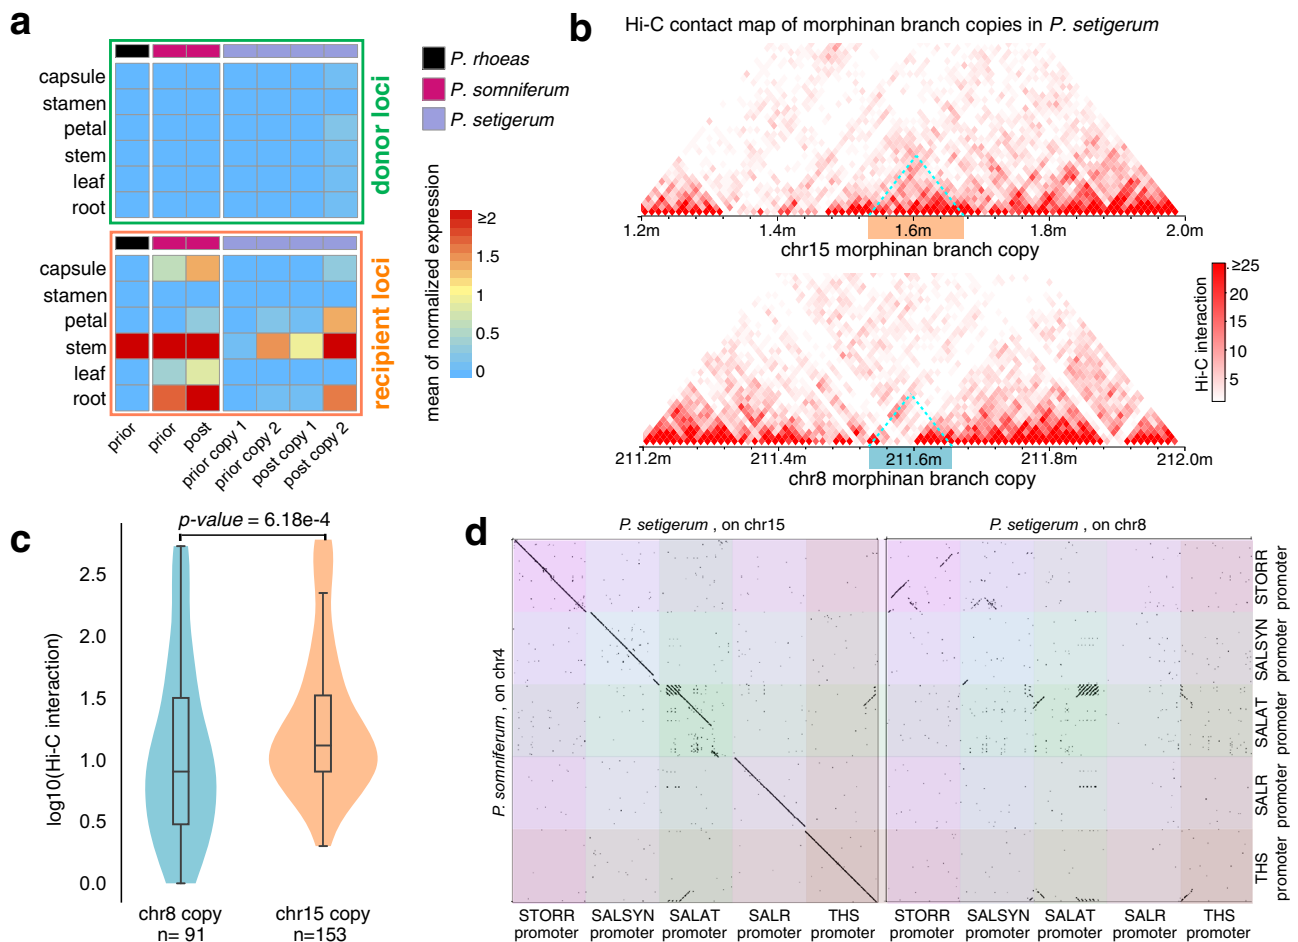 a
capsule
stamen
petal
stem
leaf
root
donor loci
P. rhoeas
P. somniferum
P. setigerum
capsule
stamen
petal
stem
leaf
root
recipient loci
prior
prior
post
prior copy 1
prior copy 2
post copy 1
post copy 2
mean of normalized expression
≥2
1.5
1
0.5
0
b
Hi-C contact map of morphinan branch copies in P. setigerum
1.2m
1.4m
1.6m
1.8m
2.0m
chr15 morphinan branch copy
211.2m
211.4m
211.6m
211.8m
212.0m
chr8 morphinan branch copy
Hi-C interaction
≥25
20
15
10
5
c
p-value = 6.18e-4
log10(Hi-C interaction)
2.5
2.0
1.5
1.0
0.5
0.0
chr8 copy
n= 91
chr15 copy
n=153
d
P. setigerum , on chr15
P. setigerum , on chr8
P. somniferum , on chr4
STORR
promoter
SALSYN
promoter
SALAT
promoter
SALR
promoter
THS
promoter
STORR SALSYN SALAT SALR THS STORR SALSYN SALAT SALR THS
promoter promoter promoter promoter promoter promoter promoter promoter promoter promoter